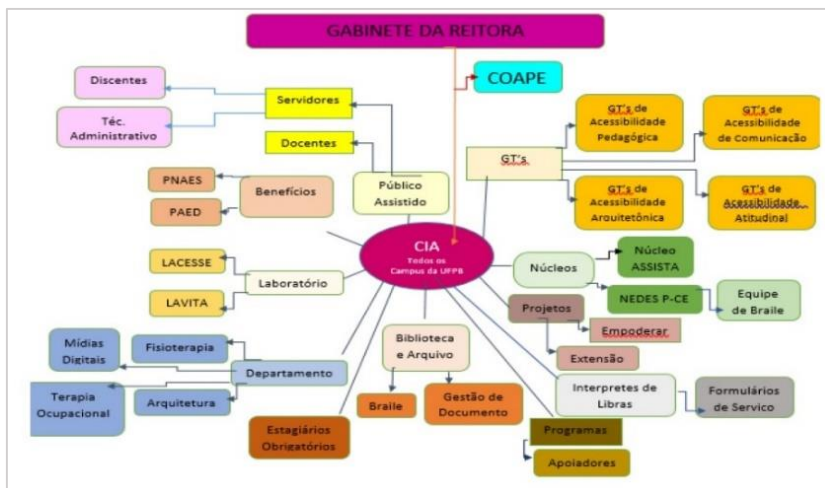 GABINETE DA REITORA
COAPE
Discentes
Servidores
Téc.
Administrativo
Docentes
PNAES
Benefícios
PAED
Público
Assistido
GT's
GT's de
Acessibilidade
Pedagógica
GT's de
Acessibilidade
de Comunicação
GT's de
Acessibilidade
Arquitetônica
GT's de
Acessibilidade
Atitudinal
CIA
Todos os
Campus da UFPB
LACESSE
Laboratório
LAVITA
Núcleos
Núcleo
ASSISTA
NEDES P-CE
Equipe
de Braile
Projetos
Empoderar
Extensão
Mídias
Digitais
Fisioterapia
Departamento
Terapia
Ocupacional
Arquitetura
Biblioteca
e Arquivo
Braile
Gestão de
Documento
Interpretes de
Libras
Formulários
de Servico
Estagiários
Obrigatórios
Programas
Apoiadores